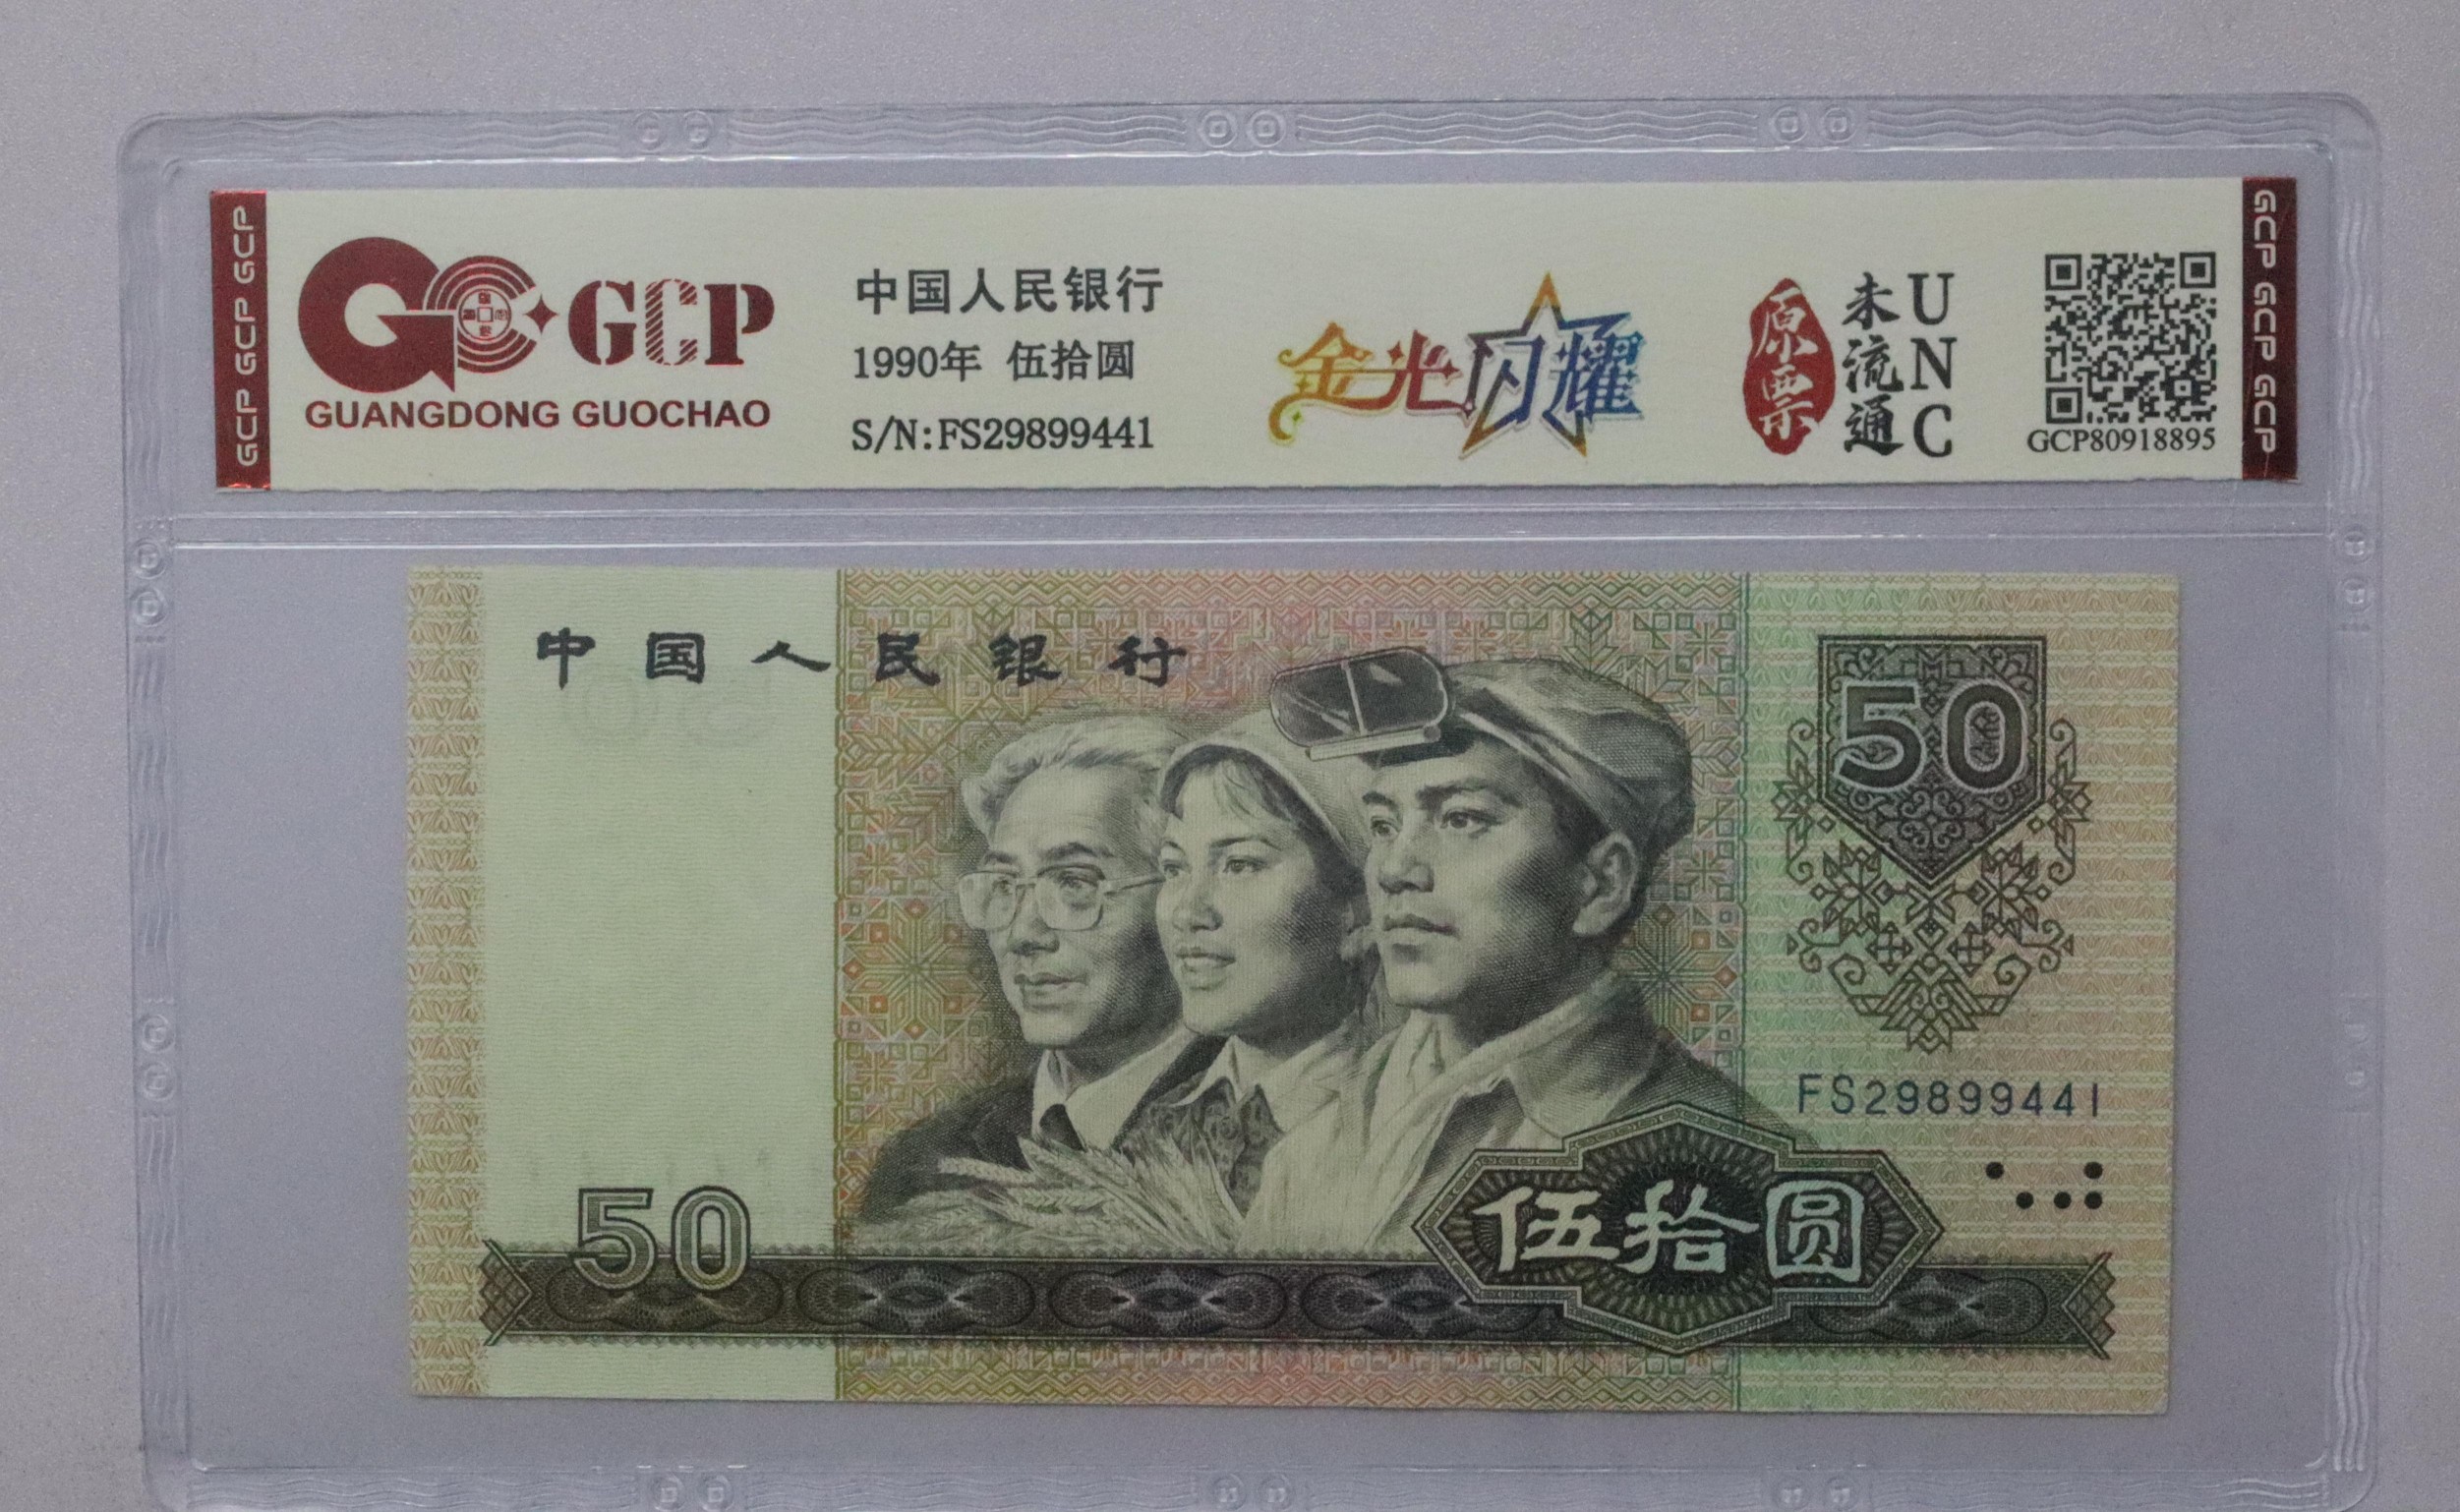 GCP GCP GCP
GCP
GUANGDONG GUOCHAO
中国人民银行
1990年 伍拾圆
S/N:FS29899441
金光闪耀
原票
未流通
UNC
GCP80918895
GCP GCP GCP
中国人民银行
50
FS29899441
50
伍拾圆